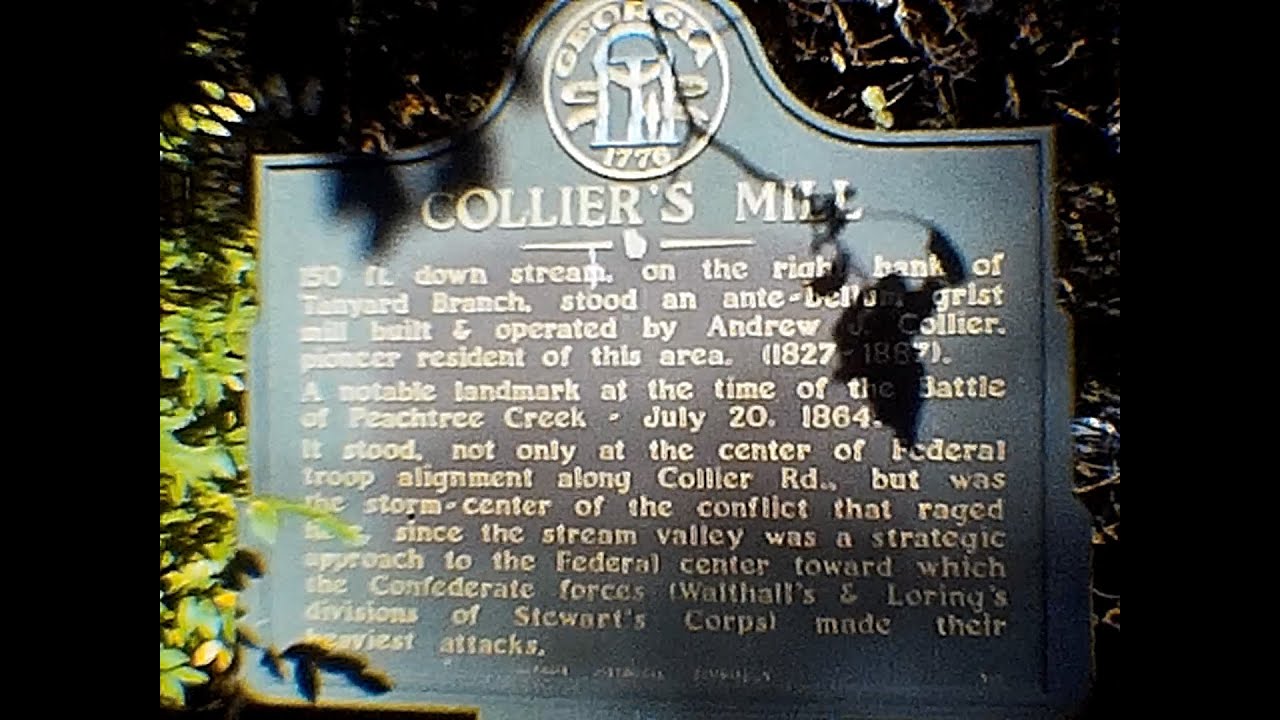 GEORGIA
1776
COLLIER'S MILL
150 ft. down stream, on the right bank of
Tanyard Branch, stood an ante-bellum grist
mill built & operated by Andrew J. Collier,
pioneer resident of this area. (1827-1887).
A notable landmark at the time of the Battle
of Peachtree Creek - July 20, 1864.
It stood, not only at the center of Federal
troop alignment along Collier Rd., but was
the storm-center of the conflict that raged
here, since the stream valley was a strategic
approach to the Federal center toward which
the Confederate forces (Walthall's & Loring's
divisions of Stewart's Corps) made their
heaviest attacks.